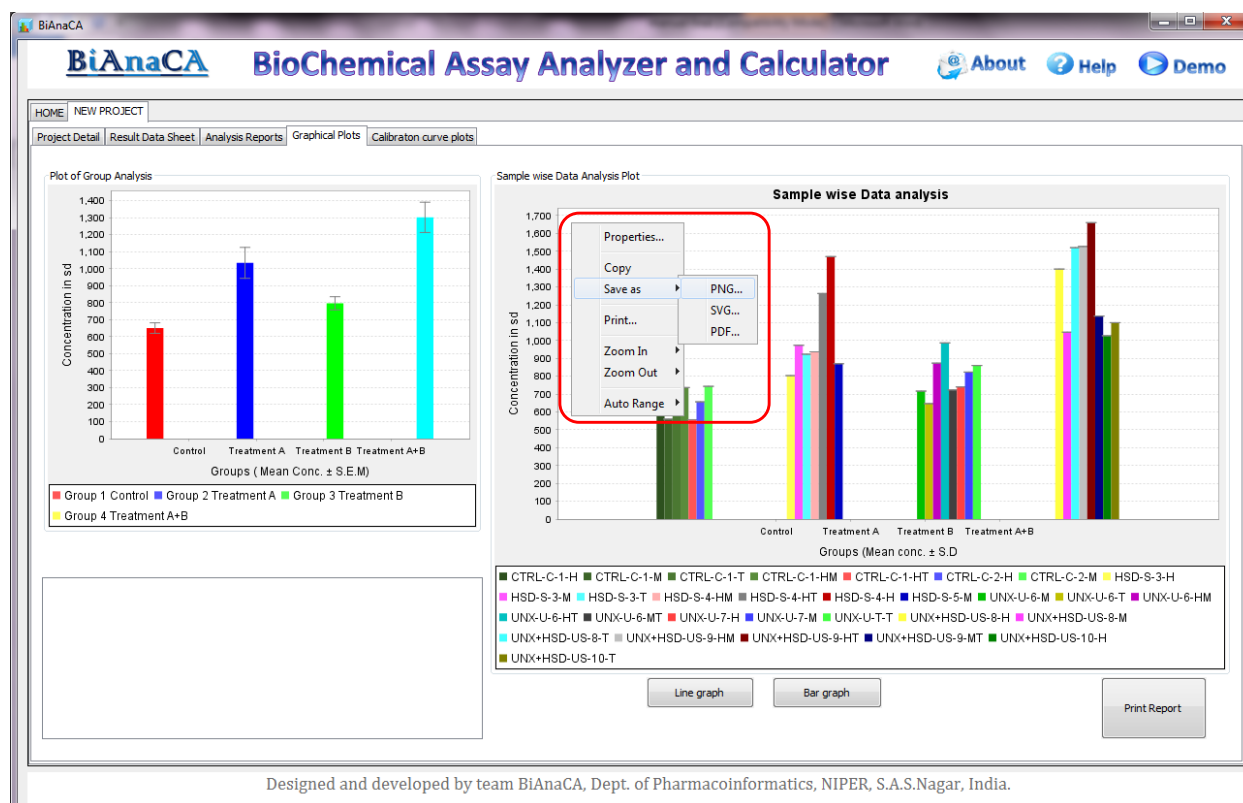 BiAnaCA
BiAnaCA BioChemical Assay Analyzer and Calculator About Help Demo
HOME NEW PROJECT
Project Detail Result Data Sheet Analysis Reports Graphical Plots Calibraton curve plots
Plot of Group Analysis
1,400
1,300
1,200
1,100
1,000
900
800
700
600
500
400
300
200
100
0
Concentration in sd
Control Treatment A Treatment B Treatment A+B
Groups ( Mean Conc. ± S.E.M)
Group 1 Control Group 2 Treatment A Group 3 Treatment B
Group 4 Treatment A+B
Sample wise Data Analysis Plot
Sample wise Data analysis
1,700
1,600
1,500
1,400
1,300
1,200
1,100
1,000
900
800
700
600
500
400
300
200
100
0
Concentration in sd
Properties...
Copy
Save as
Print...
Zoom In
Zoom Out
Auto Range
PNG...
SVG...
PDF...
Control Treatment A Treatment B Treatment A+B
Groups (Mean conc. ± S.D
CTRL-C-1-H CTRL-C-1-M CTRL-C-1-T CTRL-C-1-HM CTRL-C-1-HT CTRL-C-2-H CTRL-C-2-M HSD-S-3-H
HSD-S-3-M HSD-S-3-T HSD-S-4-HM HSD-S-4-HT HSD-S-4-H HSD-S-5-M UNX-U-6-M UNX-U-6-T UNX-U-6-HM
UNX-U-6-HT UNX-U-6-MT UNX-U-7-H UNX-U-7-M UNX-U-T-T UNX+HSD-US-8-H UNX+HSD-US-8-M
UNX+HSD-US-8-T UNX+HSD-US-9-HM UNX+HSD-US-9-HT UNX+HSD-US-9-MT UNX+HSD-US-10-H
UNX+HSD-US-10-T
Line graph Bar graph
Print Report
Designed and developed by team BiAnaCA, Dept. of Pharmacoinformatics, NIPER, S.A.S.Nagar, India.